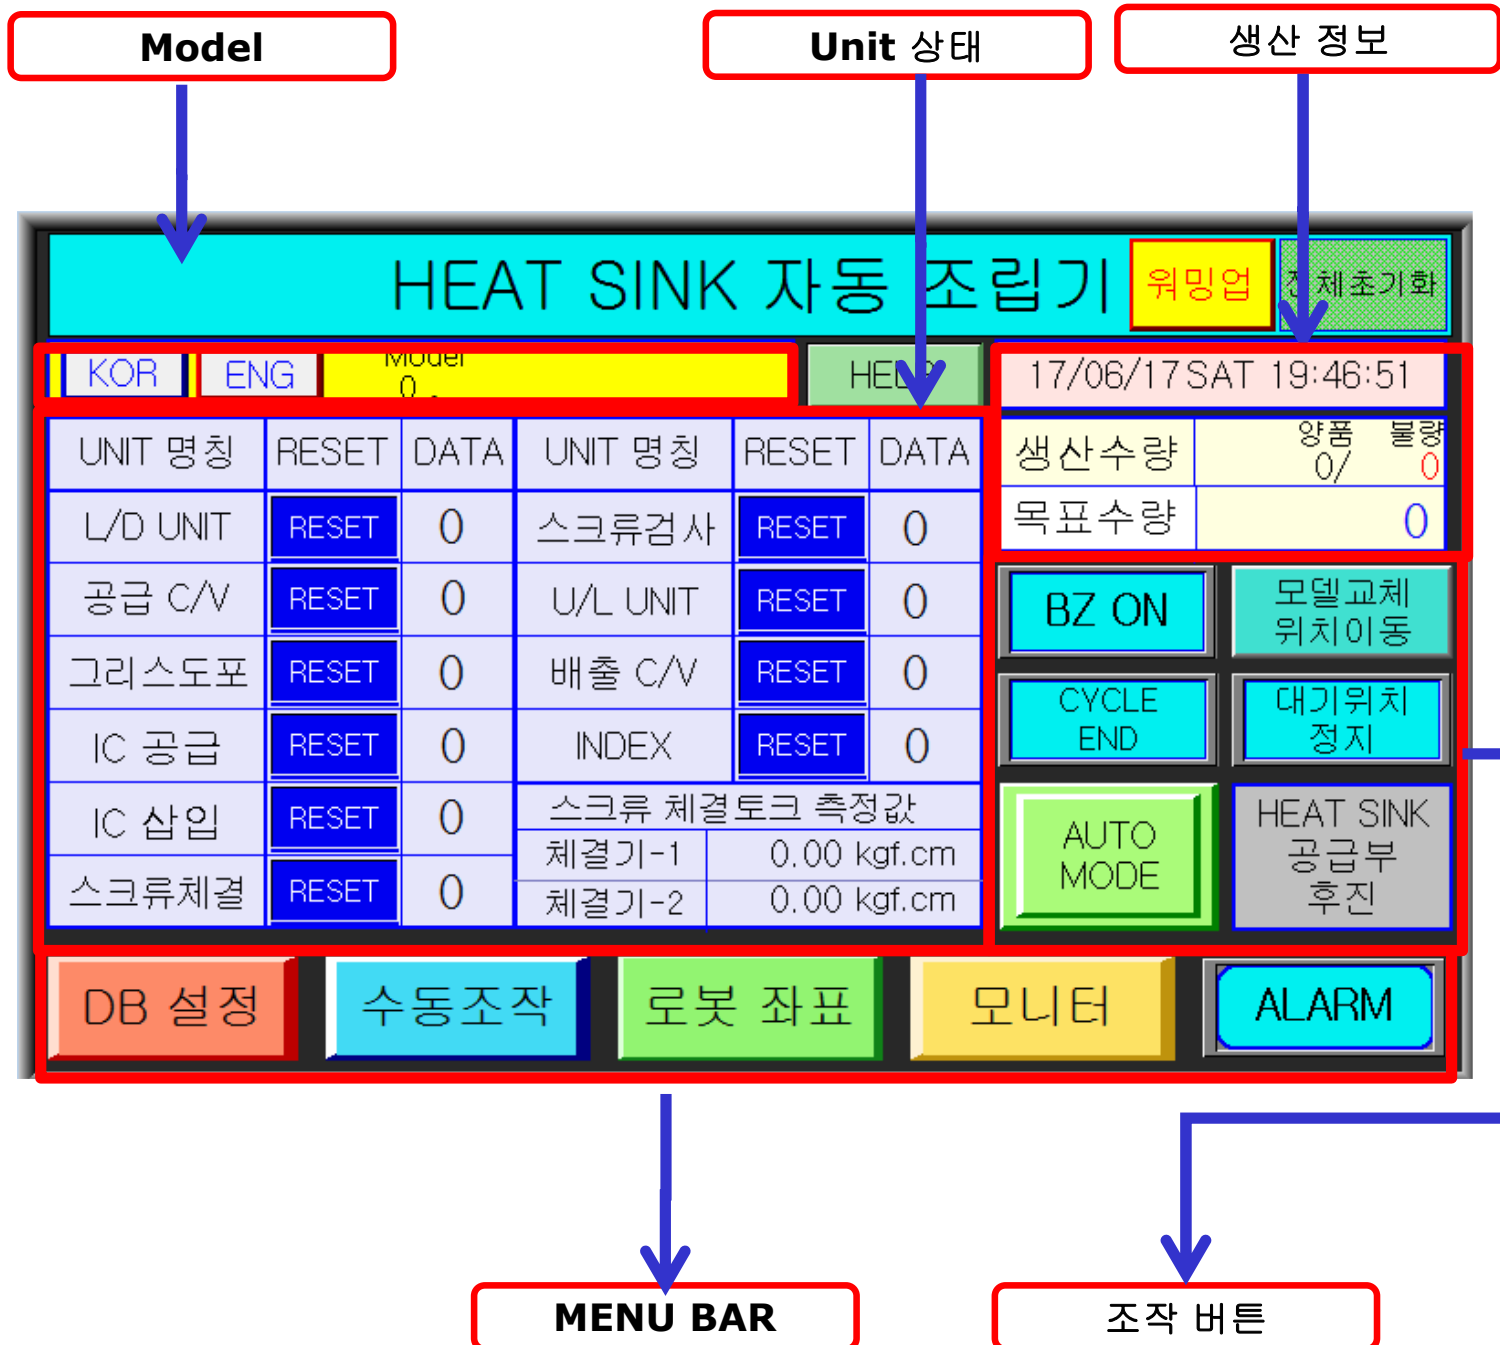 Model
Unit 상태
생산 정보
HEAT SINK 자동 조립기
워밍업
전체초기화
KOR
ENG
Model
0
HELP
17/06/17 SAT 19:46:51
UNIT 명칭 RESET DATA UNIT 명칭 RESET DATA
L/D UNIT RESET 0 스크류검사 RESET 0
공급 C/V RESET 0 U/L UNIT RESET 0
그리스도포 RESET 0 배출 C/V RESET 0
IC 공급 RESET 0 INDEX RESET 0
IC 삽입 RESET 0 스크류 체결토크 측정값
체결기-1 0.00 kgf.cm
스크류체결 RESET 0 체결기-2 0.00 kgf.cm
생산수량
양품 불량
0/ 0
목표수량 0
BZ ON
모델교체
위치이동
CYCLE
END
대기위치
정지
AUTO
MODE
HEAT SINK
공급부
후진
DB 설정
수동조작
로봇 좌표
모니터
ALARM
MENU BAR
조작 버튼